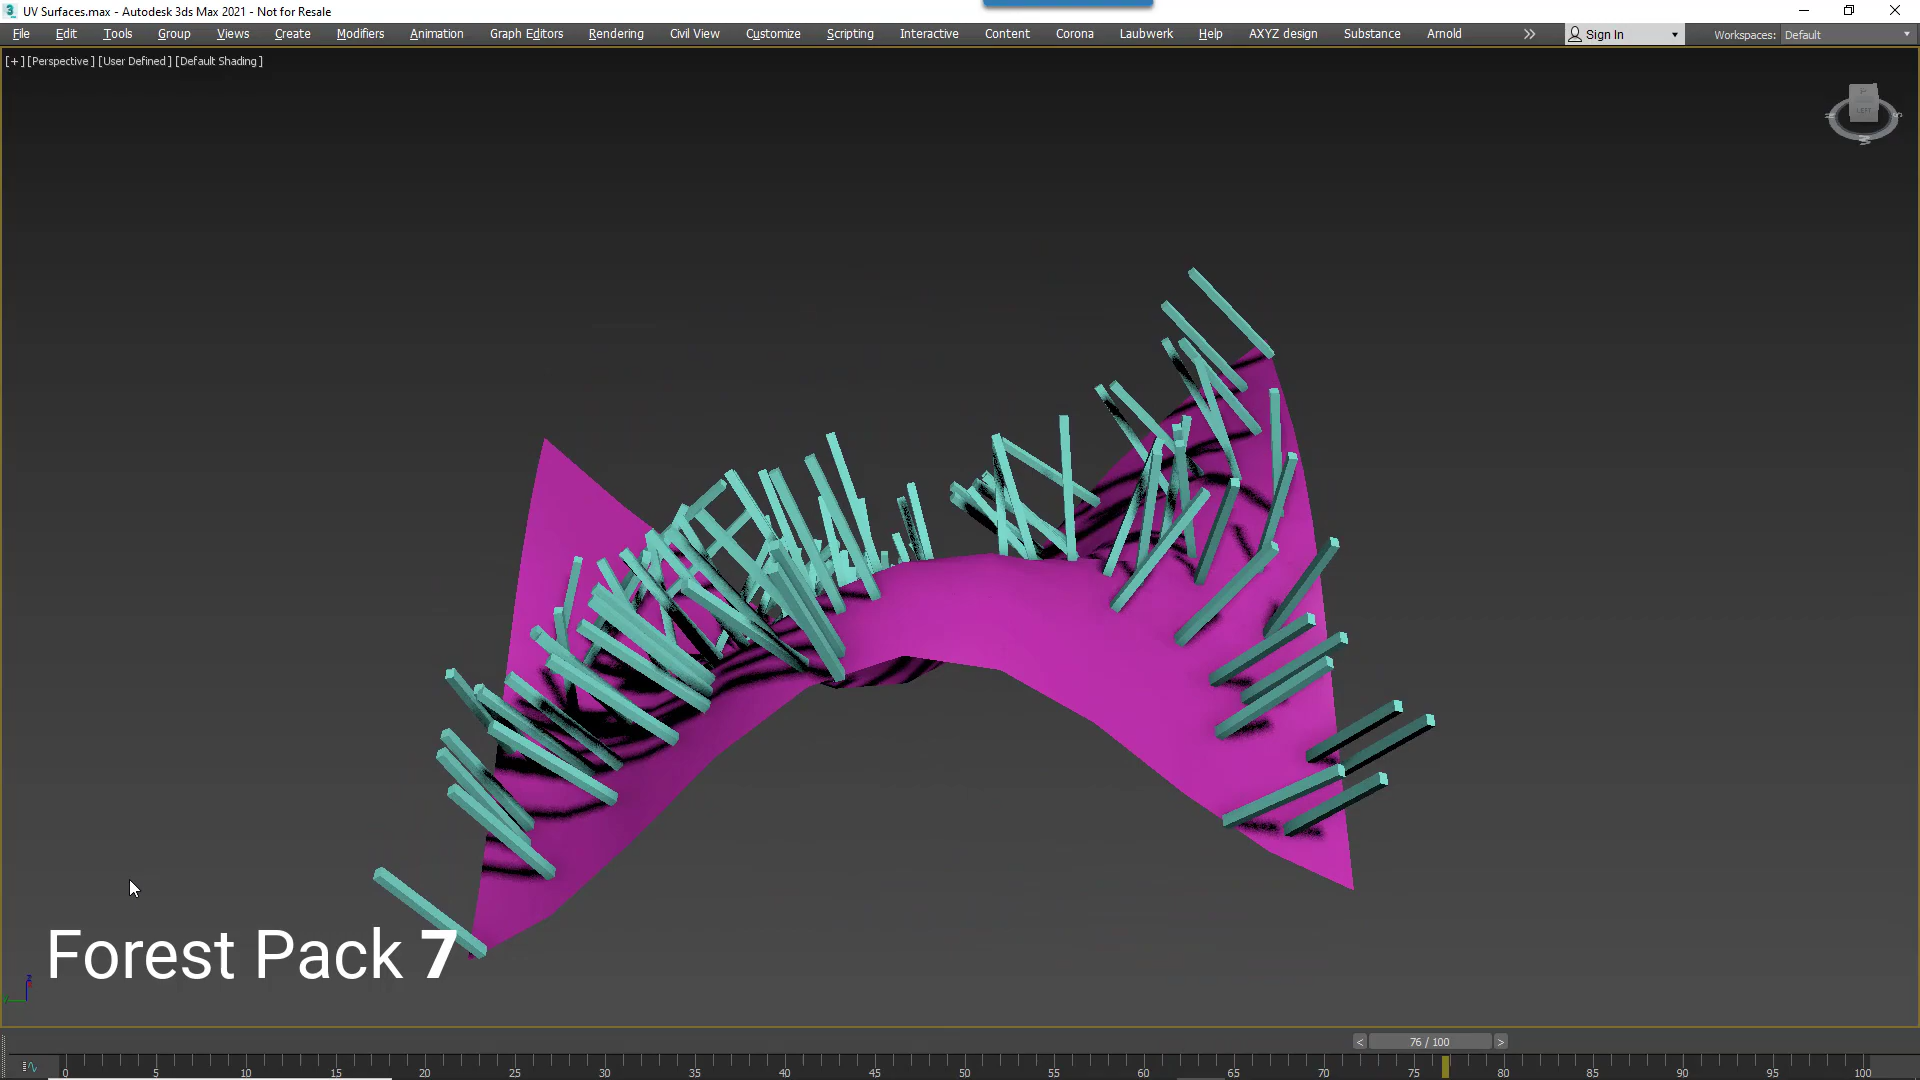 UV Surfaces.max - Autodesk 3ds Max 2021 - Not for Resale
File Edit Tools Group Views Create Modifiers Animation Graph Editors Rendering Civil View Customize Scripting Interactive Content Corona Laubwerk Help AXYZ design Substance Arnold Sign In Workspaces: Default
[+] [Perspective] [User Defined] [Default Shading]
LEFT
Forest Pack 7
76 / 100
0 5 10 15 20 25 30 35 40 45 50 55 60 65 70 75 80 85 90 95 100